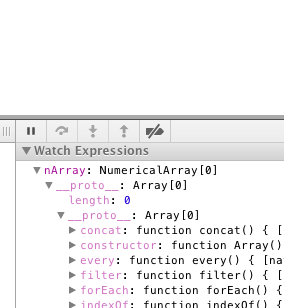 Watch Expressions
nArray: NumericalArray[0]
__proto__: Array[0]
length: 0
__proto__: Array[0]
concat: function concat() { [
constructor: function Array()
every: function every() { [na
filter: function filter() { [
forEach: function forEach() {
indexOf: function indexOf() {